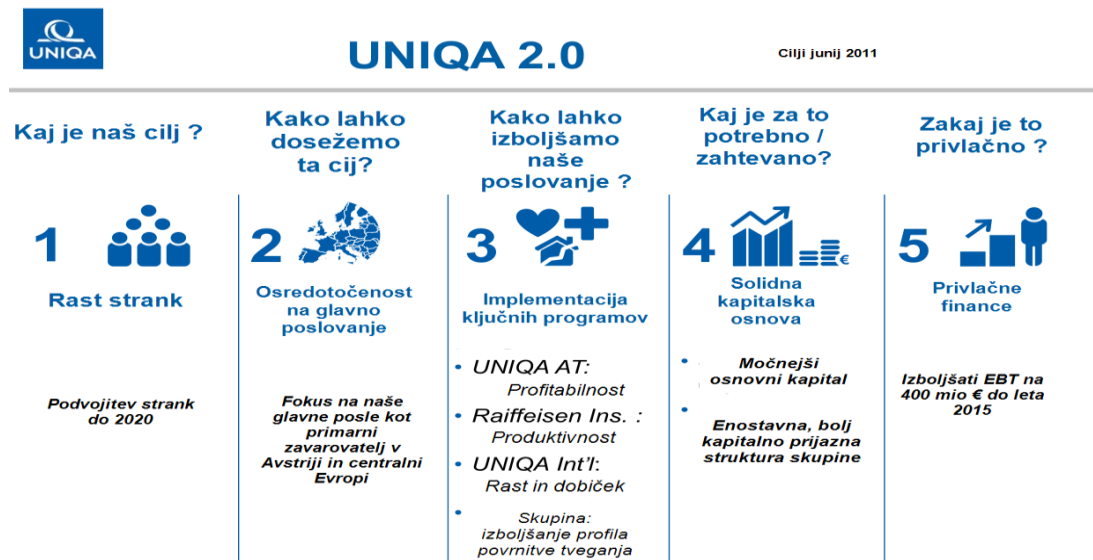 UNIQA
UNIQA 2.0
Cilji junij 2011
Kaj je naš cilj ?
1
Rast strank
Podvojitev strank
do 2020
Kako lahko
dosežemo
ta cij?
2
Osredotočenost
na glavno
poslovanje
Fokus na naše
glavne posle kot
primarni
zavarovatelj v
Avstriji in centralni
Evropi
Kako lahko
izboljšamo
naše
poslovanje ?
3
Implementacija
ključnih programov
• UNIQA AT:
Profitabilnost
• Raiffeisen Ins. :
Produktivnost
• UNIQA Int'l:
Rast in dobiček
• Skupina:
izboljšanje profila
povrnitve tveganja
Kaj je za to
potrebno /
zahtevano?
4
€
Solidna
kapitalska
osnova
• Močnejši
osnovni kapital
• Enostavna, bolj
kapitalno prijazna
struktura skupine
Zakaj je to
privlačno ?
5
Privlačne
finance
Izboljšati EBT na
400 mio € do leta
2015